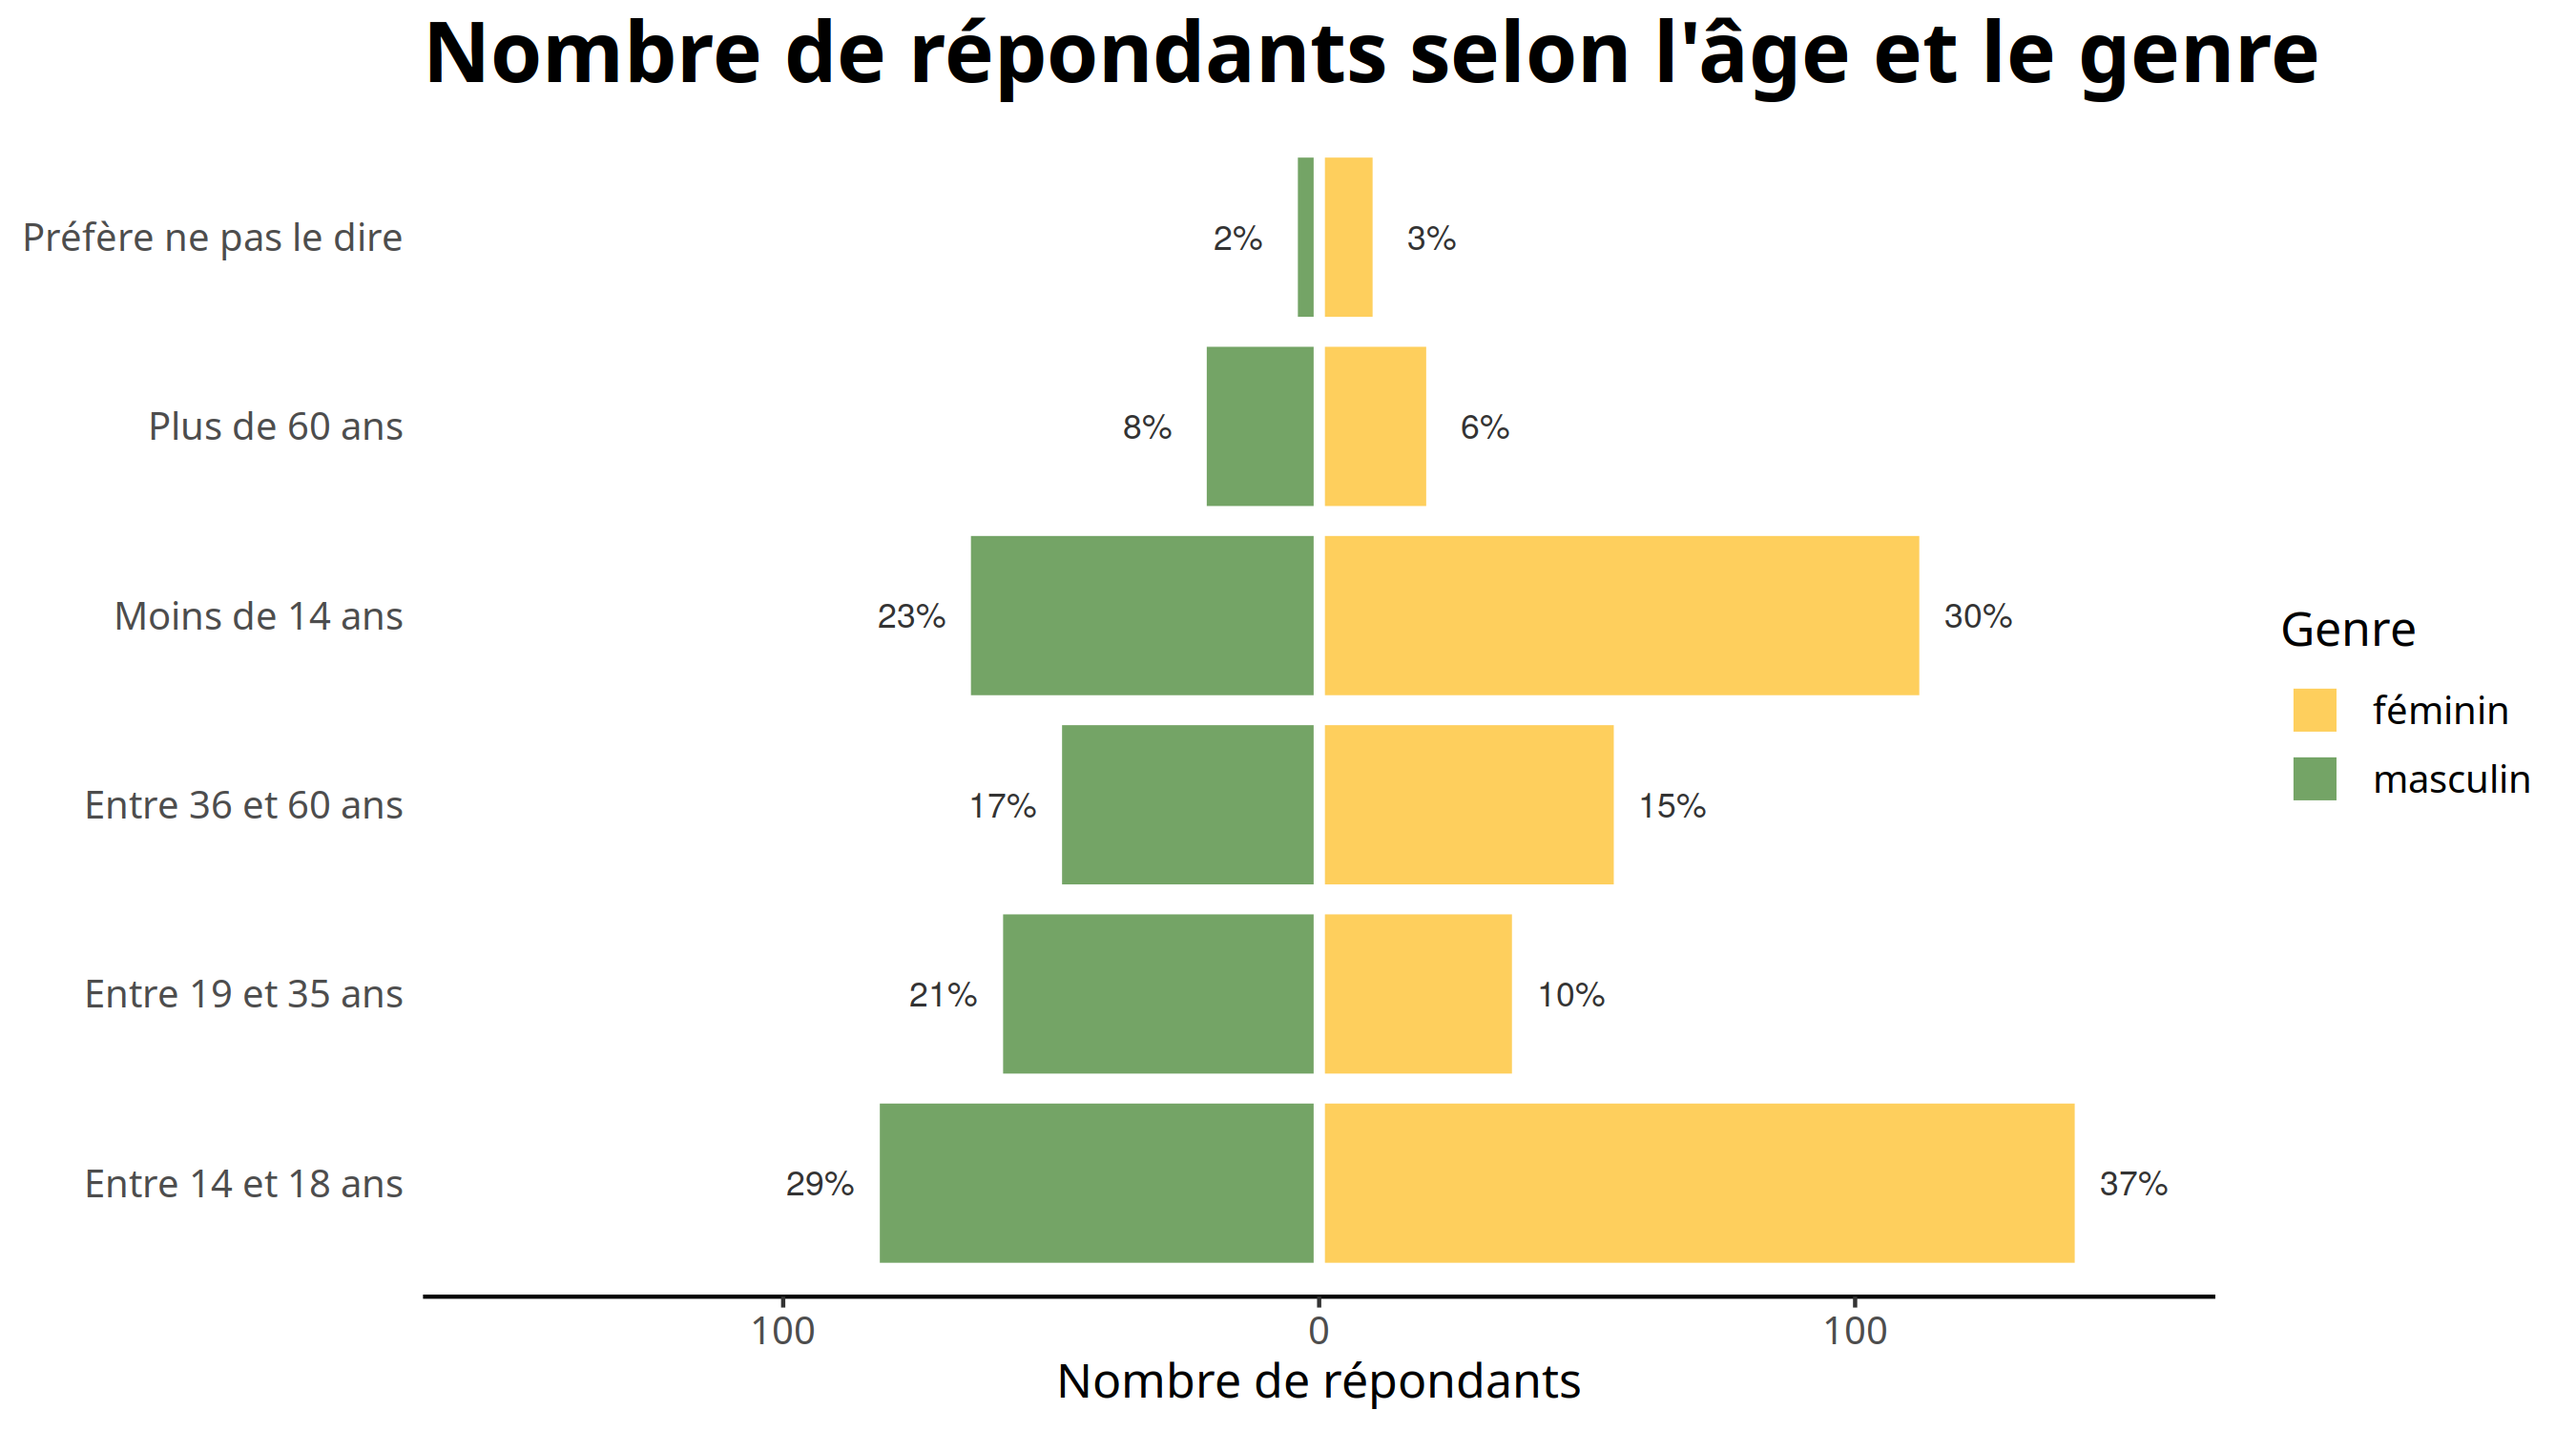 Nombre de répondants selon l'âge et le genre
Préfère ne pas le dire
2%
3%
Plus de 60 ans
8%
6%
Moins de 14 ans
23%
30%
Entre 36 et 60 ans
17%
15%
Entre 19 et 35 ans
21%
10%
Entre 14 et 18 ans
29%
37%
100
0
100
Nombre de répondants
Genre
féminin
masculin